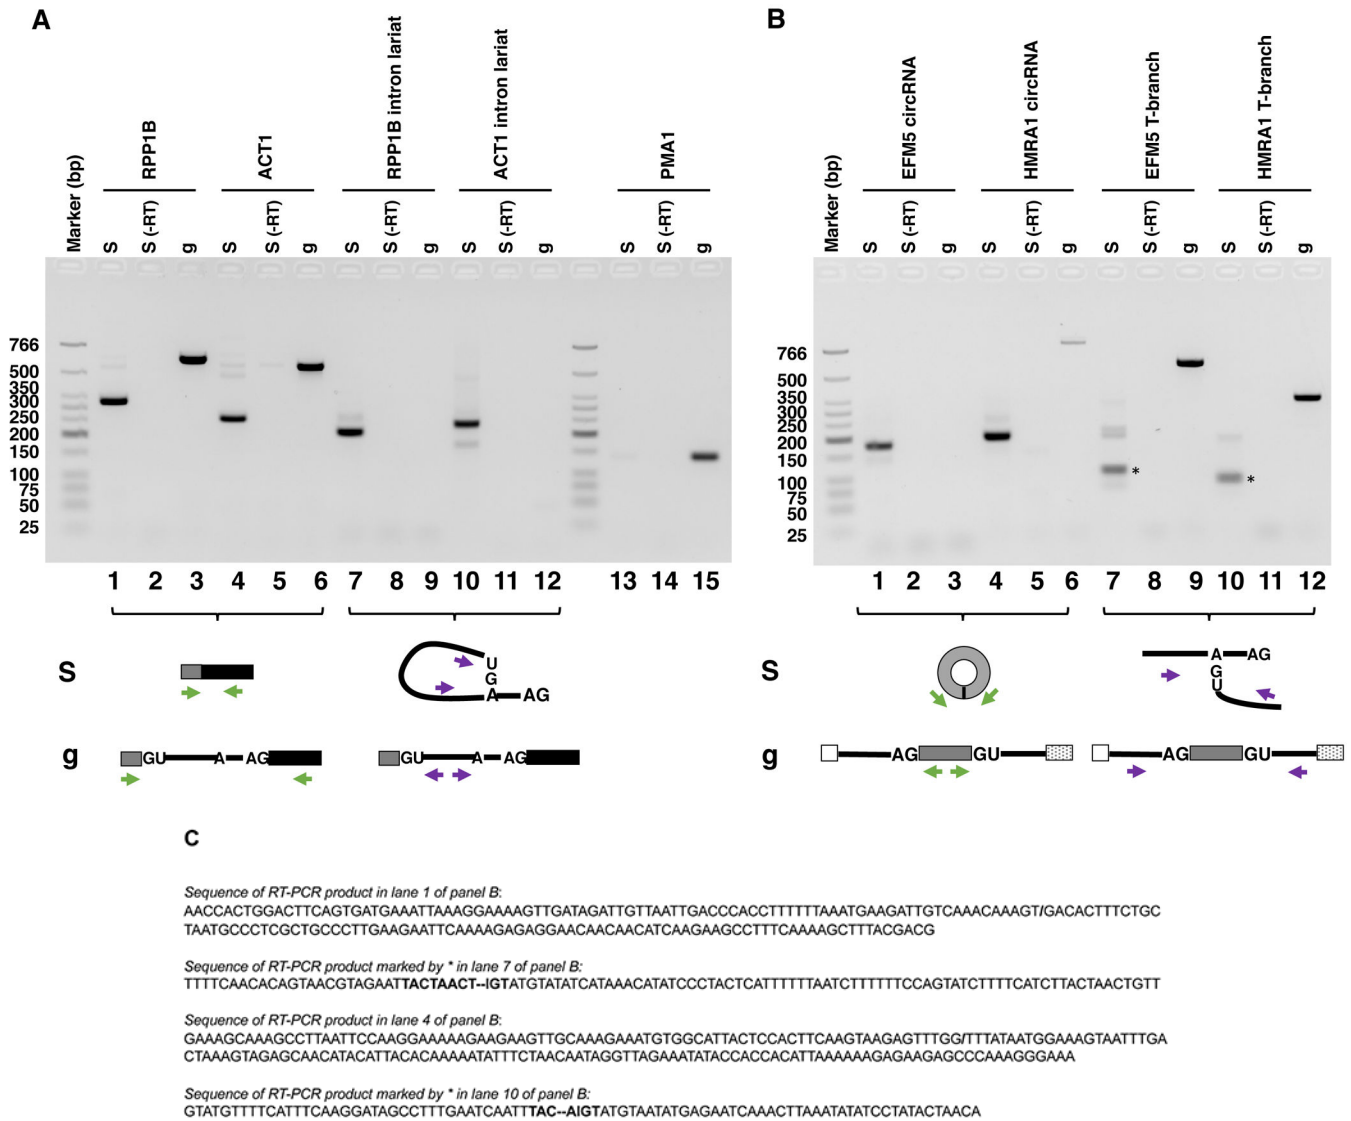 A
B
Marker (bp)
RPP1B
ACT1
RPP1B intron lariat
ACT1 intron lariat
PMA1
S
S (-RT)
g
S
S (-RT)
g
S
S (-RT)
g
S
S (-RT)
g
S
S (-RT)
g
Marker (bp)
EFM5 circRNA
HMRA1 circRNA
EFM5 T-branch
HMRA1 T-branch
S
S (-RT)
g
S
S (-RT)
g
S
S (-RT)
g
S
S (-RT)
g
766
500
350
300
250
200
150
100
75
50
25
766
500
350
300
250
200
150
100
75
50
25
*
*
1 2 3 4 5 6 7 8 9 10 11 12 13 14 15
1 2 3 4 5 6 7 8 9 10 11 12
S
U
G
A AG
S
A AG
G
U
g
GU A AG
GU A AG
g
AG GU
AG GU
C
Sequence of RT-PCR product in lane 1 of panel B:
AACCACTGGACTTCAGTGATGAAATTAAAGGAAAAGTTGATAGATTGTTAATTGACCCACCTTTTTTAAATGAAGATTGTCAAACAAAGT/GACACTTTCTGC
TAATGCCCTCGCTGCCCTTGAAGAATTCAAAAGAGAGGAACAACAACATCAAGAAGCCTTTCAAAAGCTTTACGACG
Sequence of RT-PCR product marked by * in lane 7 of panel B:
TTTTCAACACAGTAACGTAGAATTACTAACT--|GTATGTATATCATAAACATATCCCTACTCATTTTTTAATCTTTTTTCCAGTATCTTTTCATCTTACTAACTGTT
Sequence of RT-PCR product in lane 4 of panel B:
GAAAGCAAAGCCTTAATTCCAAGGAAAAAGAAGAAGTTGCAAAGAAATGTGGCATTACTCCACTTCAAGTAAGAGTTTGG/TTTATAATGGAAAGTAATTTGA
CTAAAGTAGAGCAACATACATTACACAAAAATATTTCTAACAATAGGTTAGAAATATACCACCACATTAAAAAAGAGAAGAGCCCAAAGGGAAA
Sequence of RT-PCR product marked by * in lane 10 of panel B:
GTATGTTTTCATTTCAAGGATAGCCTTTGAATCAATTTAC--A|GTATGTAATATGAGAATCAAACTTAAATATATCCTATACTAACA